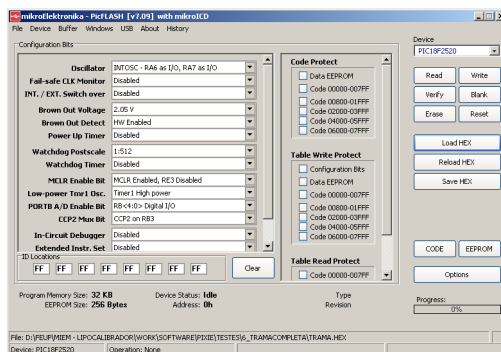 mikroElektronika - PicFLASH [v7.09] with microICD
File Device Buffer Windows USB About History
Configuration Bits
Oscillator INTOSC - RA6 as I/O, RA7 as I/O
Fail-safe CLK Monitor Disabled
INT. / EXT. Switch over Disabled
Brown Out Voltage 2.05 V
Brown Out Detect HW Enabled
Power Up Timer Disabled
Watchdog Postscale 1:512
Watchdog Timer Disabled
MCLR Enable Bit MCLR Enabled, RE3 Disabled
Low-power Tmr1 Osc. Timer1 High power
PORTB A/D Enable Bit RB<4:0> Digital I/O
CCP2 Mux Bit CCP2 on RB3
In-Circuit Debugger Disabled
Extended Instr. Set Disabled
ID Locations
FF FF FF FF FF FF FF FF
Clear
Code Protect
Data EEPROM
Code 00000-007FF
Code 00800-01FFF
Code 02000-03FFF
Code 04000-05FFF
Code 06000-07FFF
Table Write Protect
Configuration Bits
Data EEPROM
Code 00000-007FF
Code 00800-01FFF
Code 02000-03FFF
Code 04000-05FFF
Code 06000-07FFF
Table Read Protect
Code 00000-007FF
Device
PIC18F2520
Read Write
Verify Blank
Erase Reset
Load HEX
Reload HEX
Save HEX
CODE EEPROM
Options
Progress:
0%
Program Memory Size: 32 KB Device Status: Idle Type
EEPROM Size: 256 Bytes Address: 0h Revision
File: D:\FEUP\MIEM - LIPOCALIBRADOR\WORK\SOFTWARE\PIXIE\TESTES\6_TRAMACOMPLETA\TRAMA.HEX
Device: PIC18F2520 Operation: None